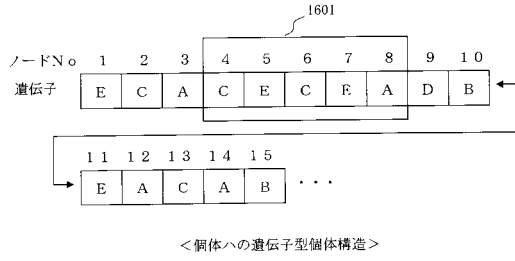 1601
ノードNo 1 2 3 4 5 6 7 8 9 10
遺伝子 E C A C E C E A D B
11 12 13 14 15
E A C A B ・・・
<個体ハの遺伝子型個体構造>